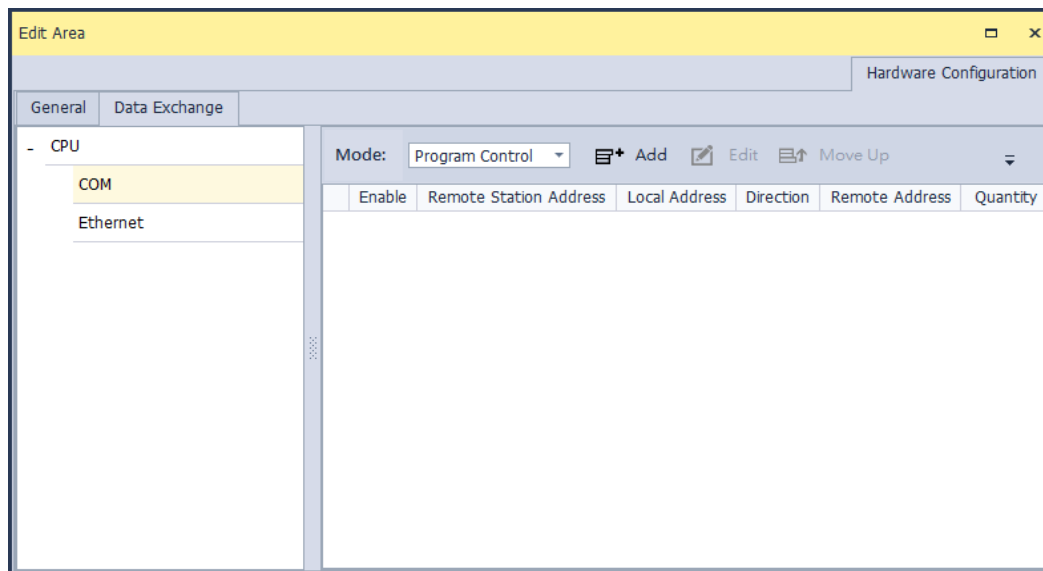 Edit Area
Hardware Configuration
General Data Exchange
CPU
COM
Ethernet
Mode: Program Control Add Edit Move Up
Enable Remote Station Address Local Address Direction Remote Address Quantity